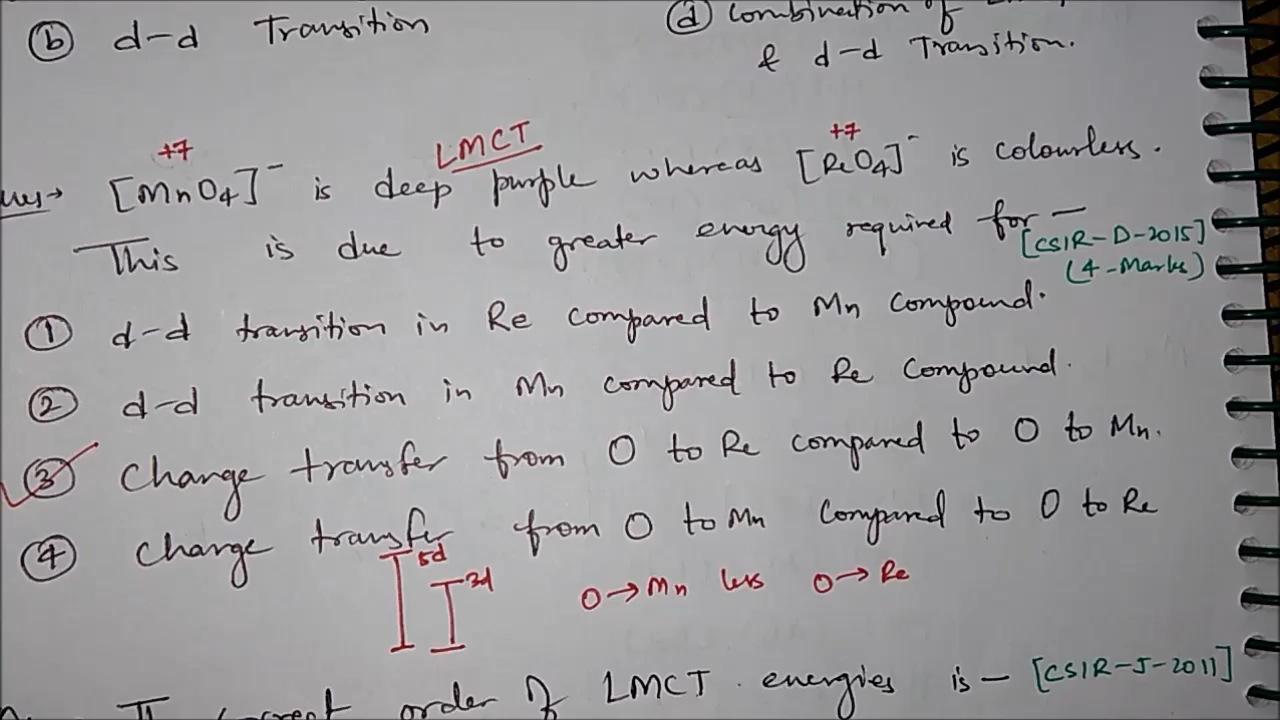 (b) d-d Transition
(d) Combination of
& d-d Transition.
+7 LMCT +7
Ques→ [MnO4]⁻ is deep purple whereas [ReO4]⁻ is colourless.
This is due to greater energy required for —
[CSIR-D-2015]
(4-Marks)
(1) d-d transition in Re compared to Mn Compound.
(2) d-d transition in Mn compared to Re Compound.
(3) Change transfer from O to Re compared to O to Mn.
(4) Change transfer from O to Mn Compared to O to Re
5d
3d O→Mn less O→Re
order of LMCT energies is — [CSIR-J-2011]